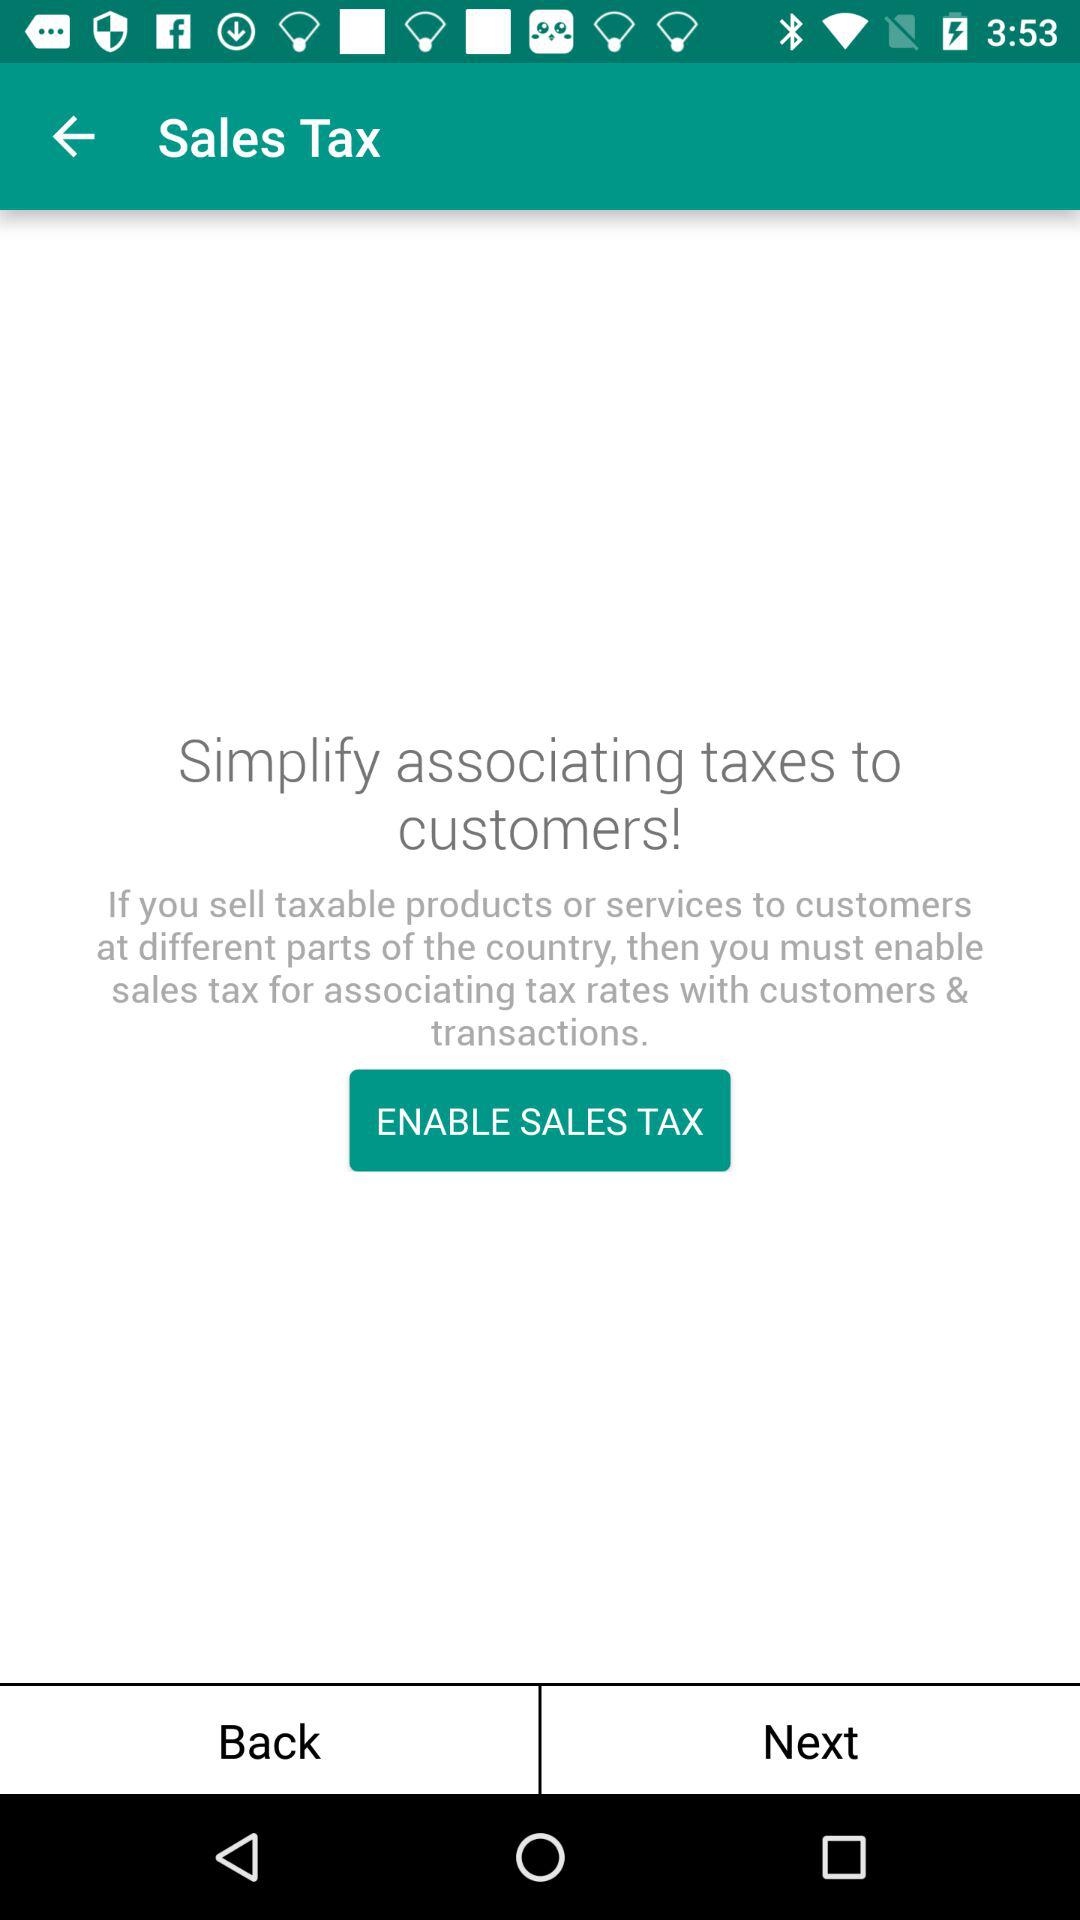 3:53
Sales Tax
Simplify associating taxes to
customers!
If you sell taxable products or services to customers
at different parts of the country, then you must enable
sales tax for associating tax rates with customers &
transactions.
ENABLE SALES TAX
Back
Next